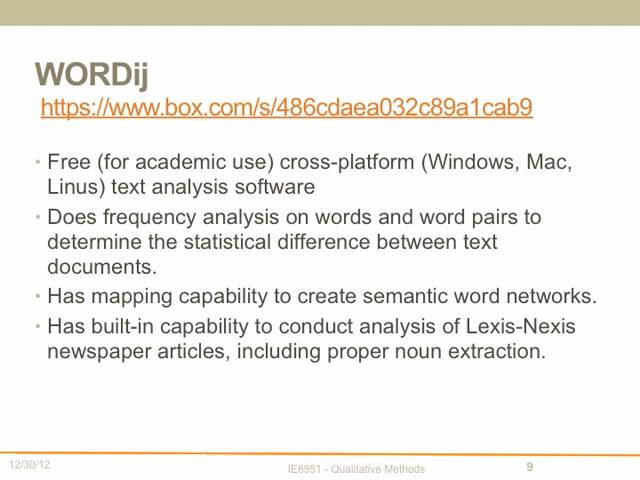 WORDij
https://www.box.com/s/486cdaea032c89a1cab9
• Free (for academic use) cross-platform (Windows, Mac,
Linus) text analysis software
• Does frequency analysis on words and word pairs to
determine the statistical difference between text
documents.
• Has mapping capability to create semantic word networks.
• Has built-in capability to conduct analysis of Lexis-Nexis
newspaper articles, including proper noun extraction.
12/30/12
IE8951 - Qualitative Methods
9